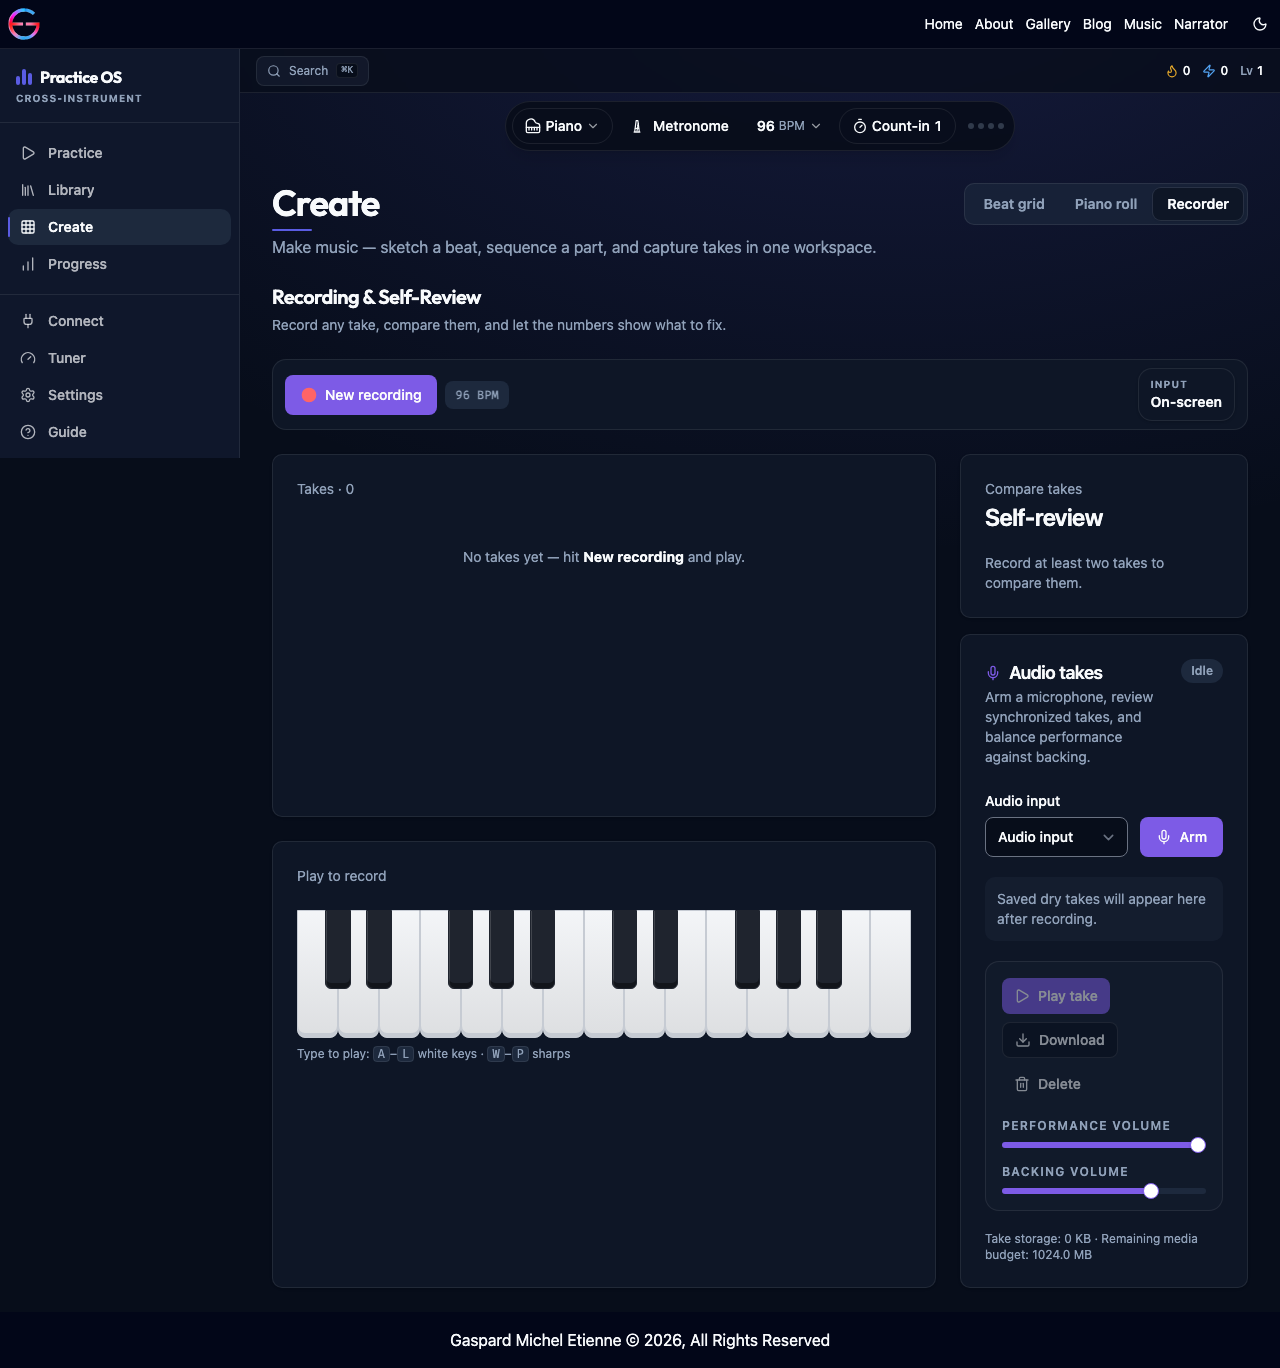 Home About Gallery Blog Music Narrator
Practice OS
CROSS-INSTRUMENT
Search ⌘K
0 0 Lv 1
Practice
Library
Create
Progress
Connect
Tuner
Settings
Guide
Piano Metronome 96 BPM Count-in 1
Create
Beat grid Piano roll Recorder
Make music — sketch a beat, sequence a part, and capture takes in one workspace.
Recording & Self-Review
Record any take, compare them, and let the numbers show what to fix.
New recording 96 BPM
INPUT
On-screen
Takes · 0
No takes yet — hit New recording and play.
Compare takes
Self-review
Record at least two takes to
compare them.
Audio takes Idle
Arm a microphone, review
synchronized takes, and
balance performance
against backing.
Audio input
Audio input Arm
Saved dry takes will appear here
after recording.
Play take
Download
Delete
PERFORMANCE VOLUME
BACKING VOLUME
Take storage: 0 KB · Remaining media
budget: 1024.0 MB
Play to record
Type to play: A–L white keys · W–P sharps
Gaspard Michel Etienne © 2026, All Rights Reserved